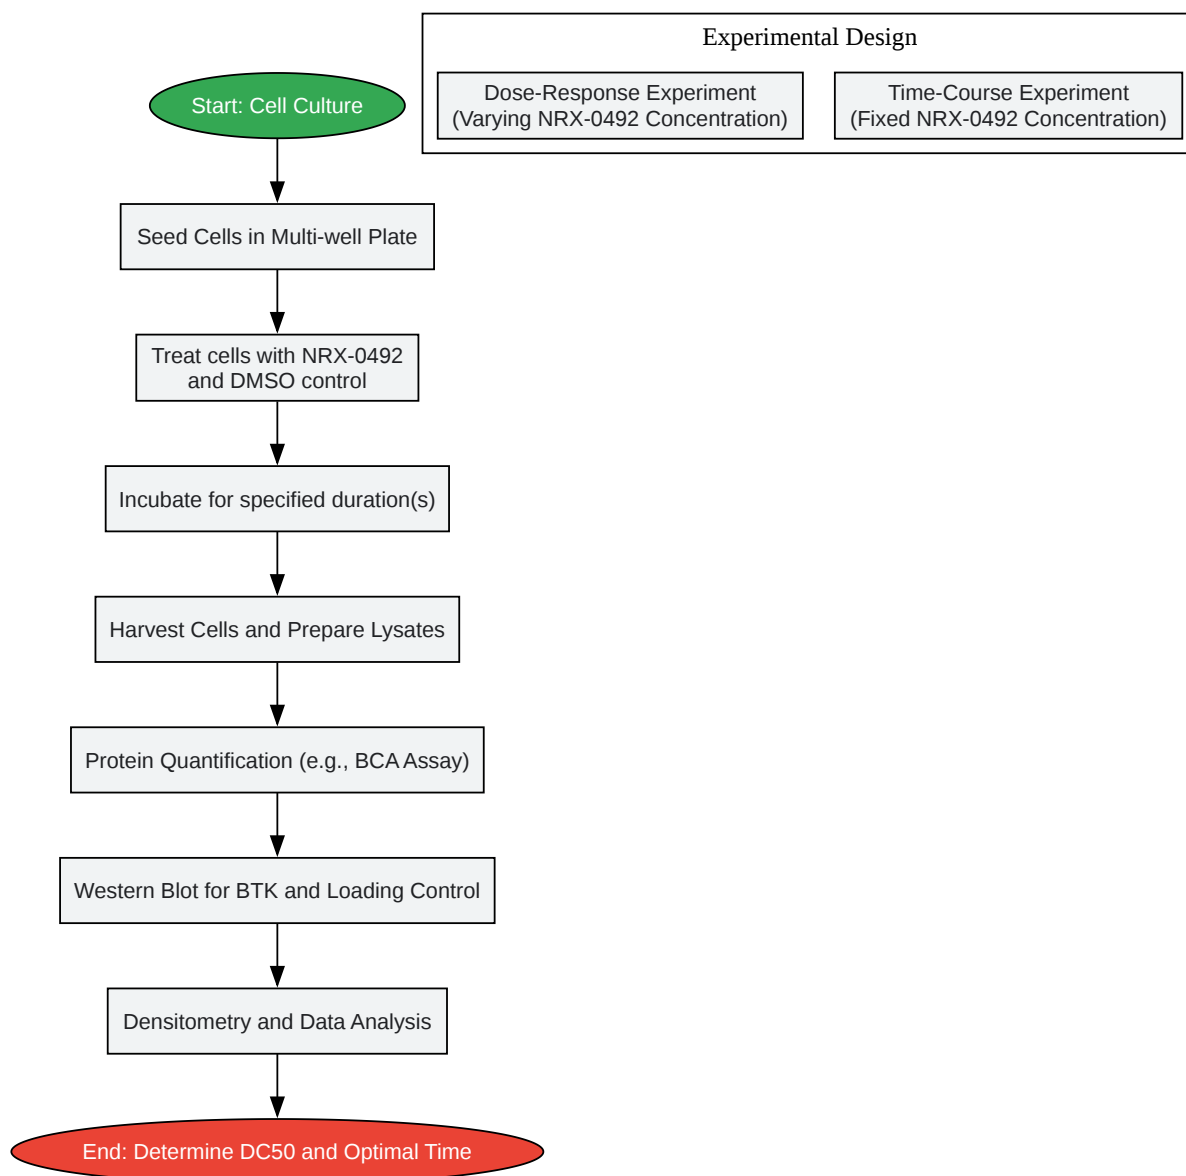 Experimental Design
Start: Cell Culture
Dose-Response Experiment
(Varying NRX-0492 Concentration)
Time-Course Experiment
(Fixed NRX-0492 Concentration)
Seed Cells in Multi-well Plate
Treat cells with NRX-0492
and DMSO control
Incubate for specified duration(s)
Harvest Cells and Prepare Lysates
Protein Quantification (e.g., BCA Assay)
Western Blot for BTK and Loading Control
Densitometry and Data Analysis
End: Determine DC50 and Optimal Time